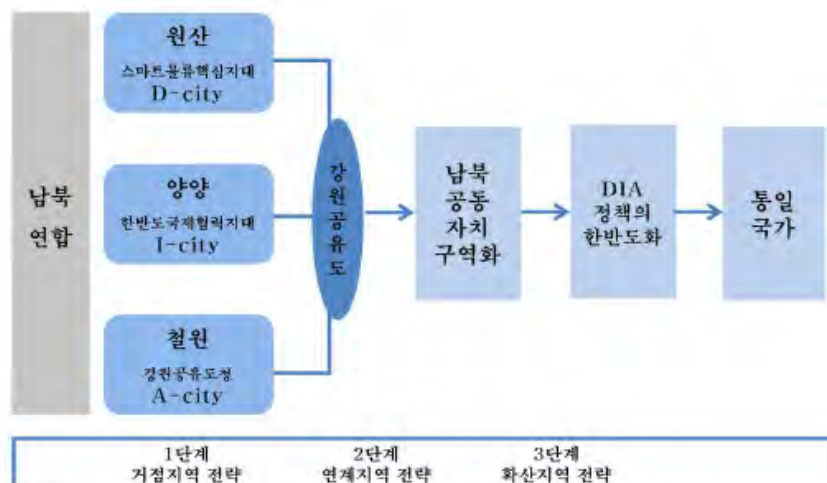 남북
연합
원산
스마트물류핵심지대
D-city
양양
한반도국제협력지대
I-city
철원
강원공유도청
A-city
강원공유도
남북
공동
자치
구역화
DIA
정책의
한반도화
통일
국가
1단계
거점지역 전략
2단계
연계지역 전략
3단계
확산지역 전략